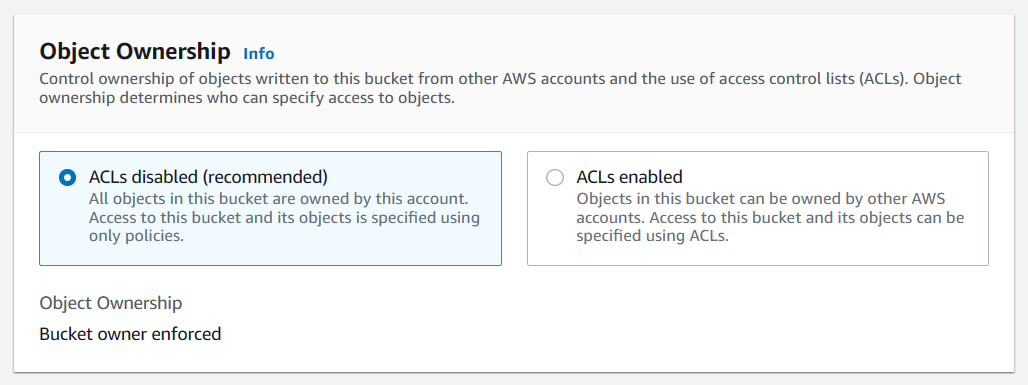 Object Ownership Info
Control ownership of objects written to this bucket from other AWS accounts and the use of access control lists (ACLs). Object
ownership determines who can specify access to objects.
ACLs disabled (recommended)
All objects in this bucket are owned by this account.
Access to this bucket and its objects is specified using
only policies.
ACLs enabled
Objects in this bucket can be owned by other AWS
accounts. Access to this bucket and its objects can be
specified using ACLs.
Object Ownership
Bucket owner enforced